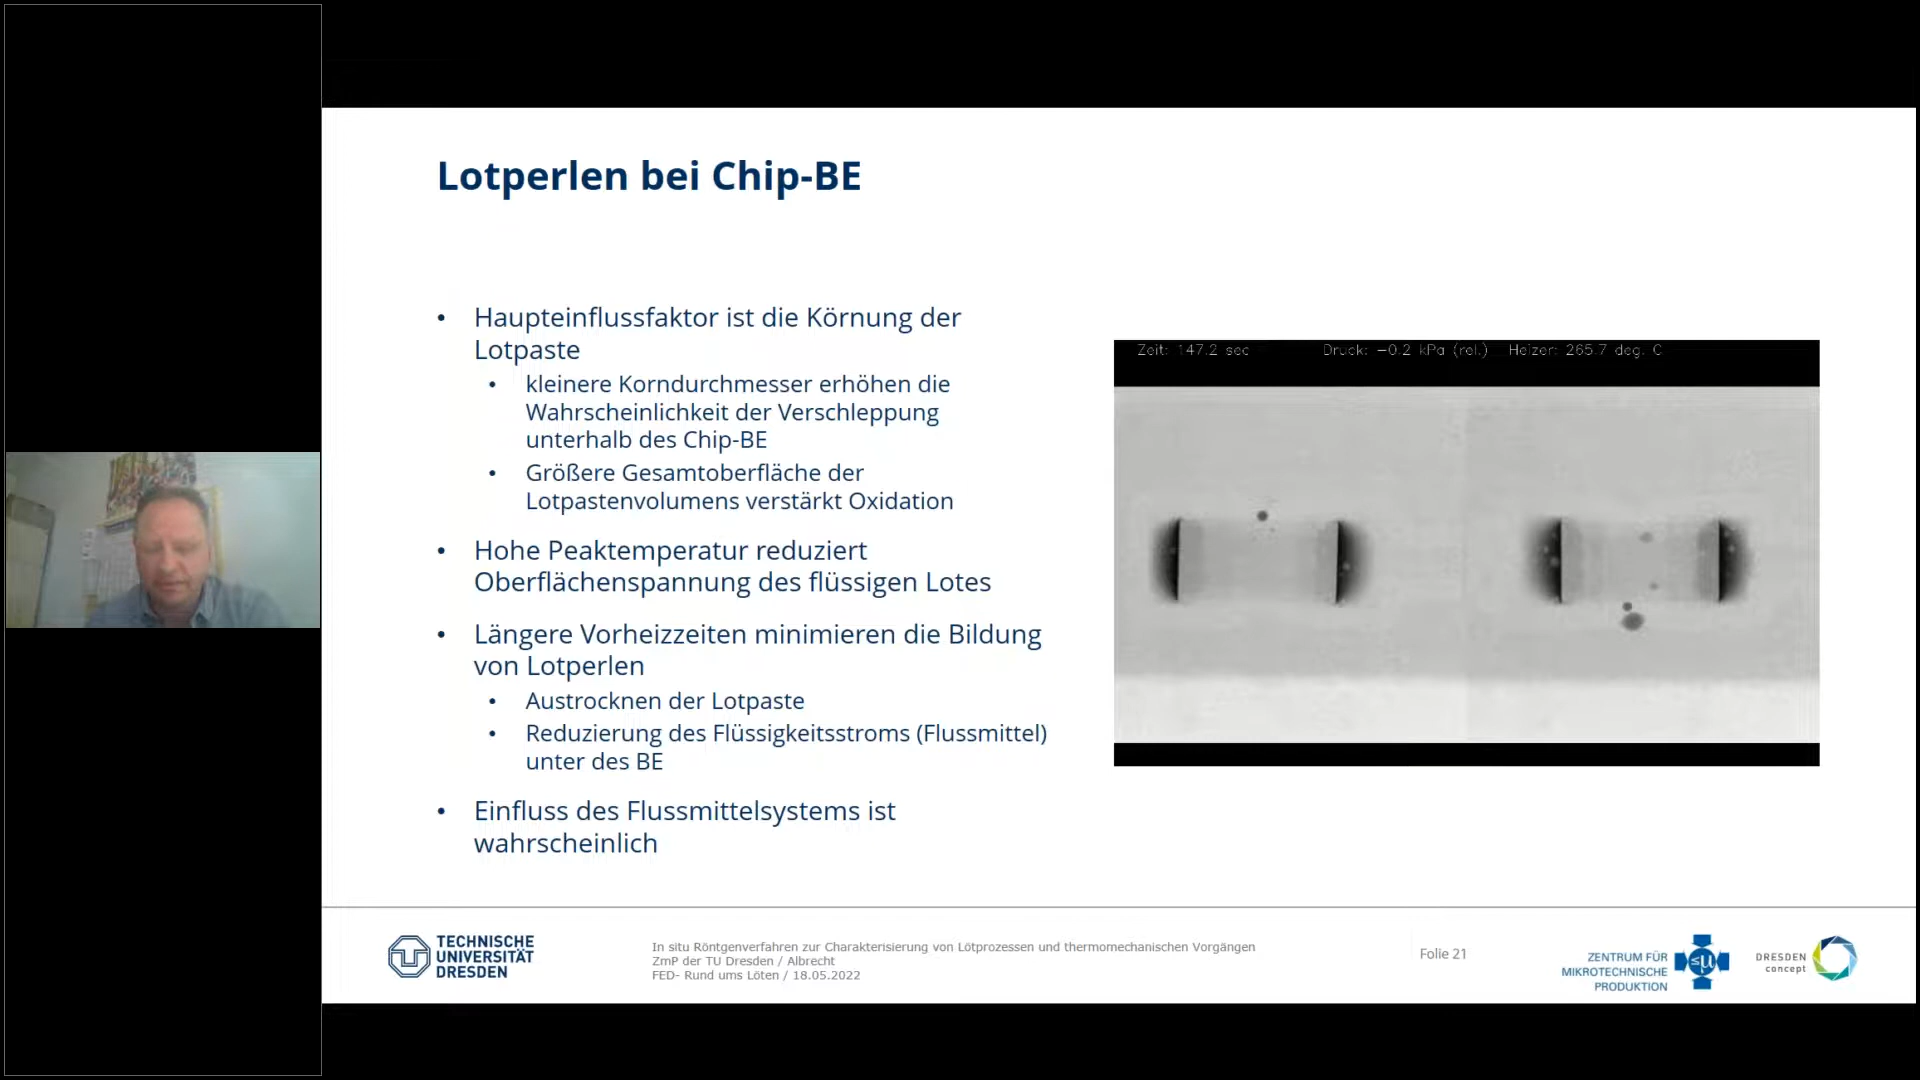 Lotperlen bei Chip-BE
• Haupteinflussfaktor ist die Körnung der
Lotpaste
• kleinere Korndurchmesser erhöhen die
Wahrscheinlichkeit der Verschleppung
unterhalb des Chip-BE
• Größere Gesamtoberfläche der
Lotpastenvolumens verstärkt Oxidation
• Hohe Peaktemperatur reduziert
Oberflächenspannung des flüssigen Lotes
• Längere Vorheizzeiten minimieren die Bildung
von Lotperlen
• Austrocknen der Lotpaste
• Reduzierung des Flüssigkeitsstroms (Flussmittel)
unter des BE
• Einfluss des Flussmittelsystems ist
wahrscheinlich
Zeit: 147.2 sec Druck: −0.2 kPa (rel.) Heizer: 265.7 deg. C
TECHNISCHE
UNIVERSITÄT
DRESDEN
In situ Röntgenverfahren zur Charakterisierung von Lötprozessen und thermomechanischen Vorgängen
ZmP der TU Dresden / Albrecht
FED- Rund ums Löten / 18.05.2022
Folie 21
ZENTRUM FÜR
MIKROTECHNISCHE
PRODUKTION
sµ
DRESDEN
concept